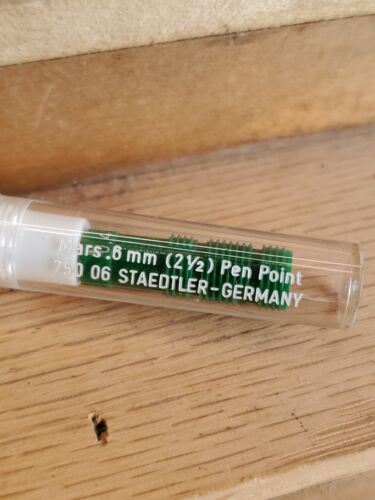 Mars .6 mm (2½) Pen Point
750 06 STAEDTLER-GERMANY